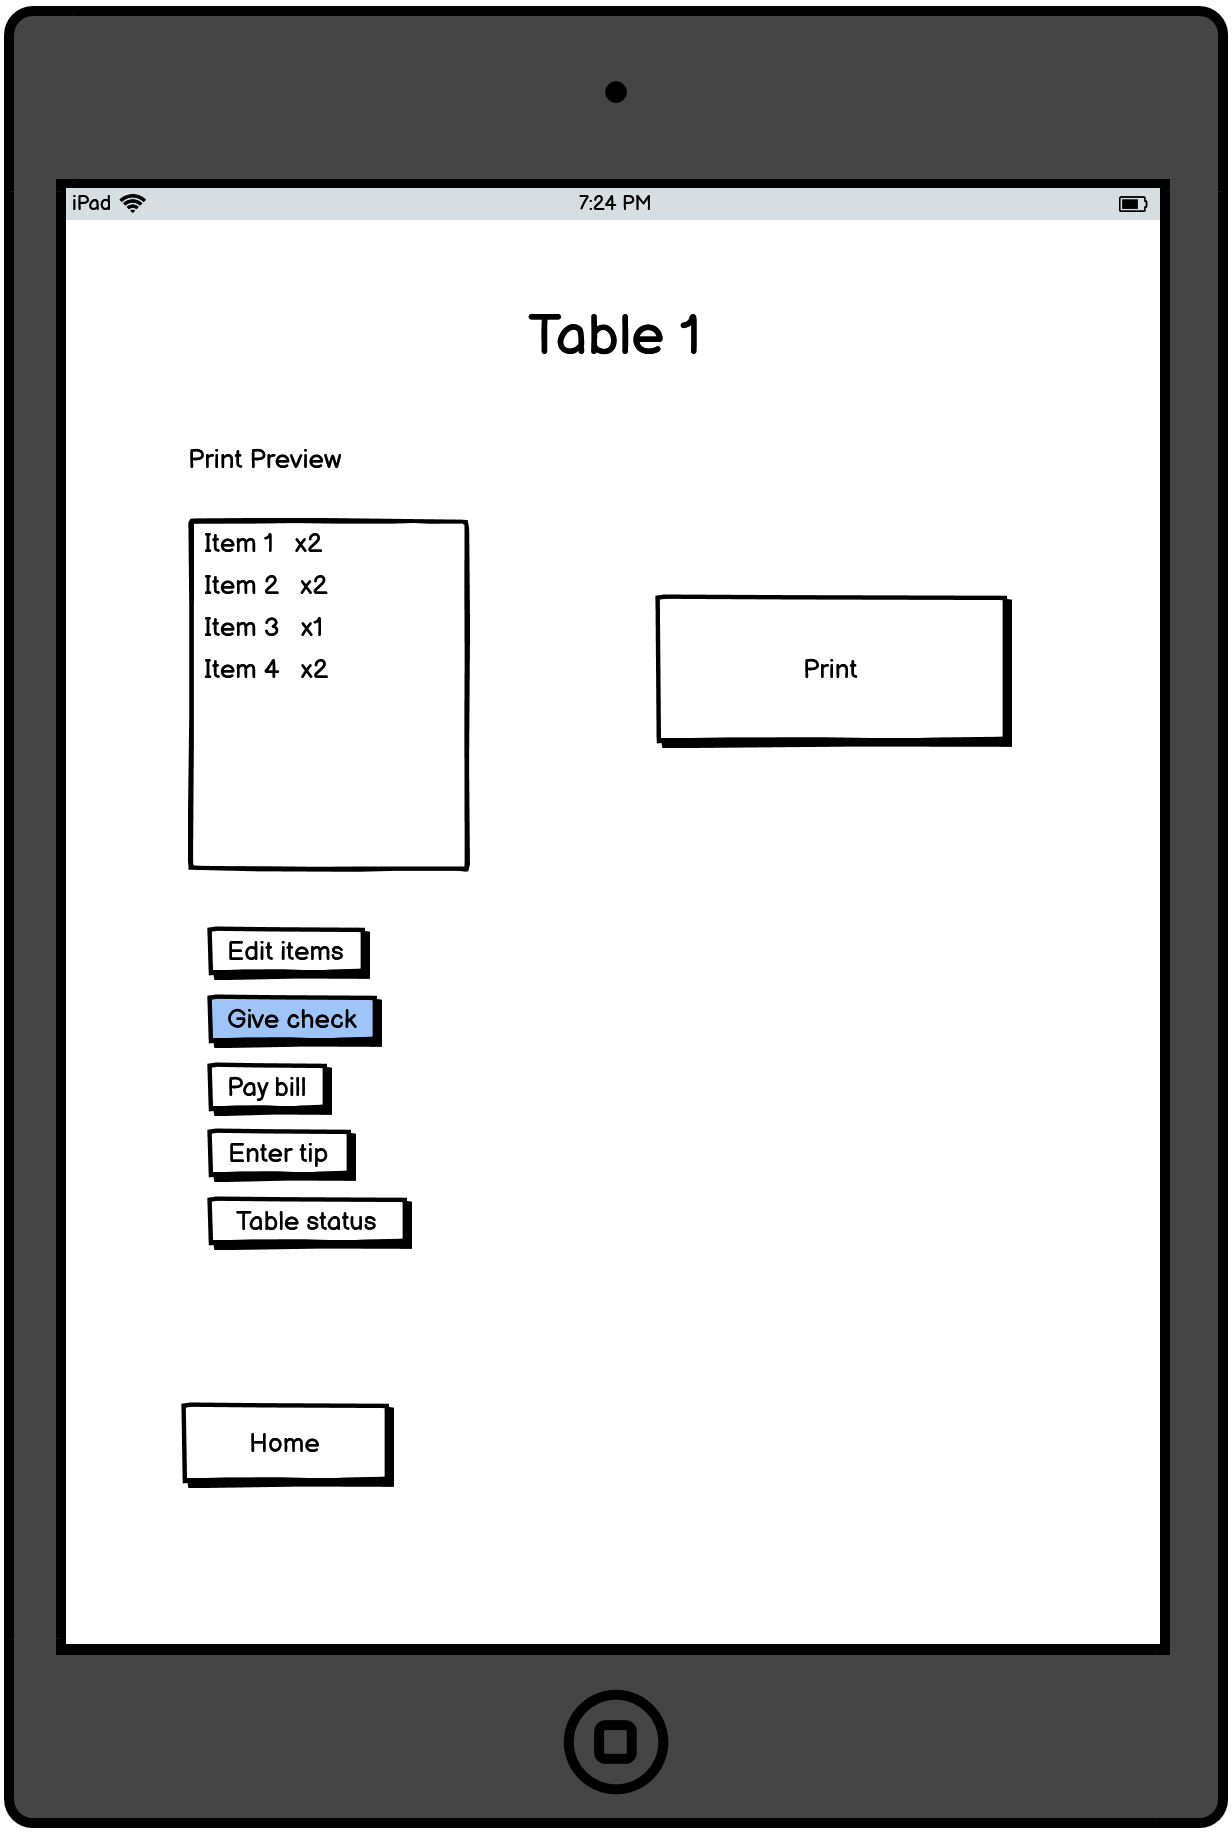 iPad 7:24 PM
Table 1
Print Preview
Item 1 x2
Item 2 x2
Item 3 x1
Item 4 x2
Print
Edit items
Give check
Pay bill
Enter tip
Table status
Home